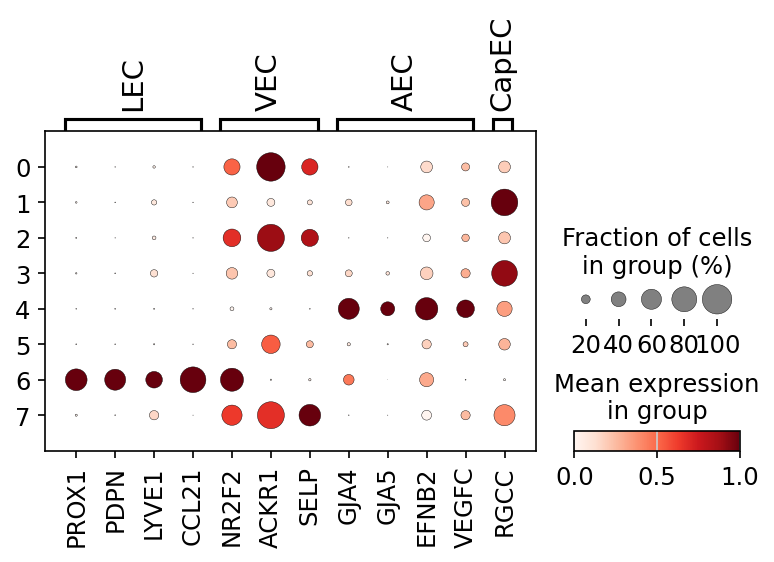 LEC
VEC
AEC
CapEC
0
1
2
3
4
5
6
7
PROX1
PDPN
LYVE1
CCL21
NR2F2
ACKR1
SELP
GJA4
GJA5
EFNB2
VEGFC
RGCC
Fraction of cells
in group (%)
20 40 60 80 100
Mean expression
in group
0.0 0.5 1.0